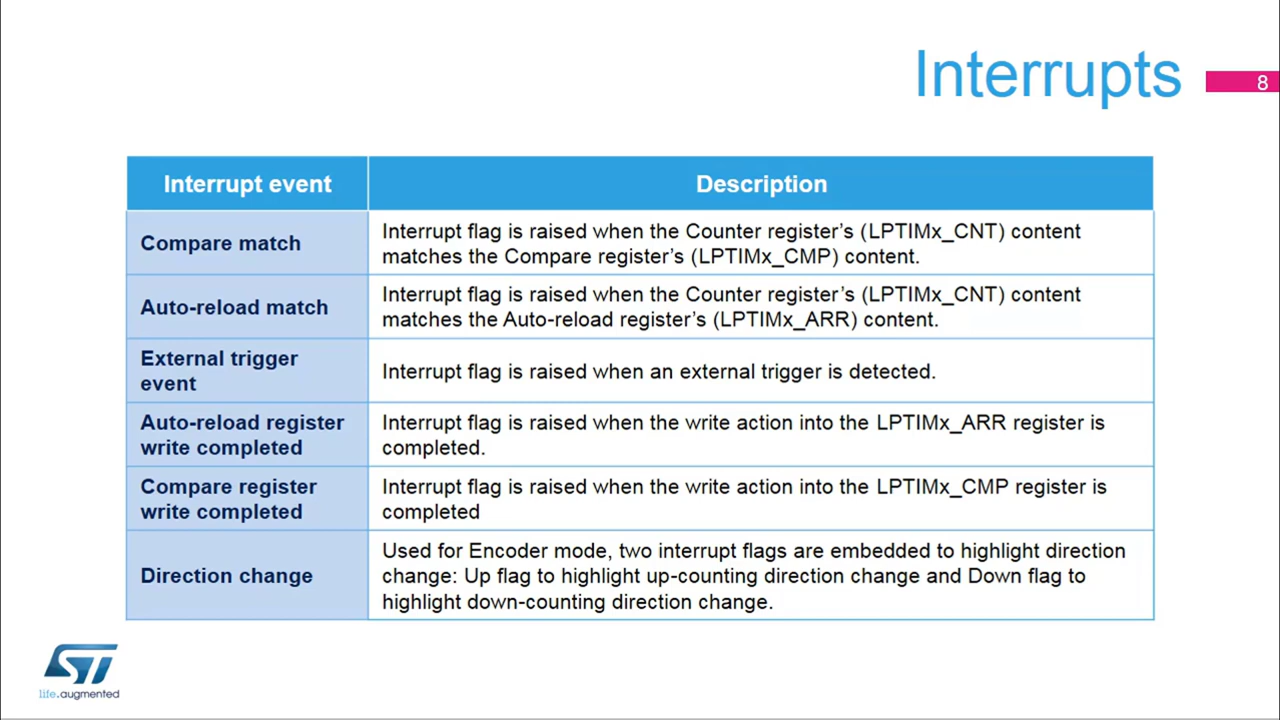 Interrupts
8
Interrupt event
Description
Compare match
Interrupt flag is raised when the Counter register's (LPTIMx_CNT) content
matches the Compare register's (LPTIMx_CMP) content.
Auto-reload match
Interrupt flag is raised when the Counter register's (LPTIMx_CNT) content
matches the Auto-reload register's (LPTIMx_ARR) content.
External trigger
event
Interrupt flag is raised when an external trigger is detected.
Auto-reload register
write completed
Interrupt flag is raised when the write action into the LPTIMx_ARR register is
completed.
Compare register
write completed
Interrupt flag is raised when the write action into the LPTIMx_CMP register is
completed
Direction change
Used for Encoder mode, two interrupt flags are embedded to highlight direction
change: Up flag to highlight up-counting direction change and Down flag to
highlight down-counting direction change.
ST
life.augmented